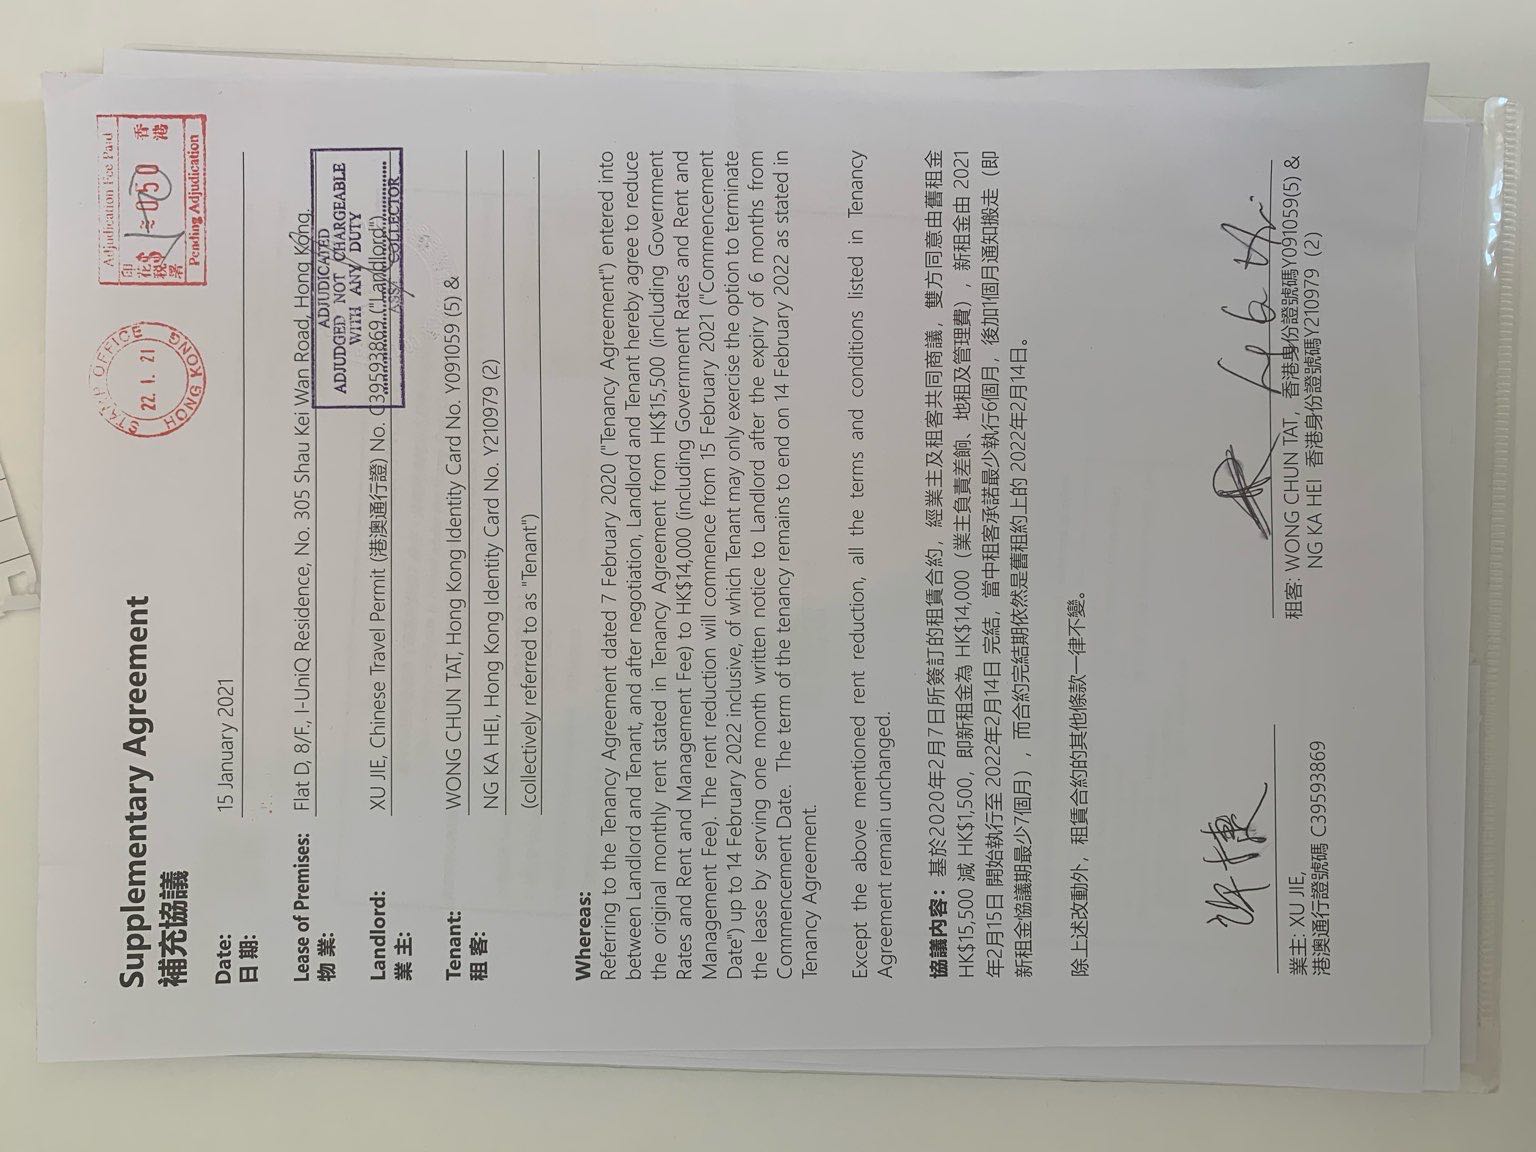 Supplementary Agreement
補充協議
STAMP OFFICE
22. 1. 21
HONG KONG
Adjudication Fee Paid
印花稅署
香港
Pending Adjudication
Date: 15 January 2021
日期:
Lease of Premises: Flat D, 8/F., I-UniQ Residence, No. 305 Shau Kei Wan Road, Hong Kong.
物業:
ADJUDICATED
ADJUDGED NOT CHARGEABLE
WITH ANY DUTY
ASST COLLECTOR
Landlord: XU JIE, Chinese Travel Permit (港澳通行證) No. C39593869 ("Landlord")
業主:
Tenant: WONG CHUN TAT, Hong Kong Identity Card No. Y091059 (5) &
租客: NG KA HEI, Hong Kong Identity Card No. Y210979 (2)
(collectively referred to as "Tenant")
Whereas:
Referring to the Tenancy Agreement dated 7 February 2020 ("Tenancy Agreement") entered into
between Landlord and Tenant, and after negotiation, Landlord and Tenant hereby agree to reduce
the original monthly rent stated in Tenancy Agreement from HK$15,500 (including Government
Rates and Rent and Management Fee) to HK$14,000 (including Government Rates and Rent and
Management Fee). The rent reduction will commence from 15 February 2021 ("Commencement
Date") up to 14 February 2022 inclusive, of which Tenant may only exercise the option to terminate
the lease by serving one month written notice to Landlord after the expiry of 6 months from
Commencement Date. The term of the tenancy remains to end on 14 February 2022 as stated in
Tenancy Agreement.
Except the above mentioned rent reduction, all the terms and conditions listed in Tenancy
Agreement remain unchanged.
協議內容：基於2020年2月7日所簽訂的租賃合約，經業主及租客共同商議，雙方同意由舊租金
HK$15,500 減 HK$1,500，即新租金為 HK$14,000（業主負責差餉、地租及管理費），新租金由 2021
年2月15日 開始執行至 2022年2月14日 完結，當中租客承諾最少執行6個月，後加1個月通知搬走（即
新租金協議期最少7個月），而合約完結期依然是舊租約上的 2022年2月14日。
除上述改動外，租賃合約的其他條款一律不變。
業主: XU JIE,
港澳通行證號碼 C39593869
租客: WONG CHUN TAT, 香港身份證號碼Y091059(5) &
NG KA HEI 香港身份證號碼Y210979 (2)